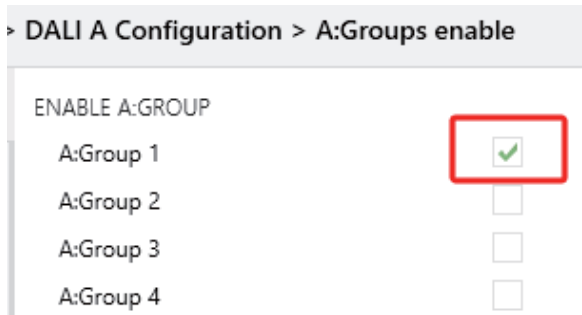 > DALI A Configuration > A:Groups enable
ENABLE A:GROUP
A:Group 1
A:Group 2
A:Group 3
A:Group 4